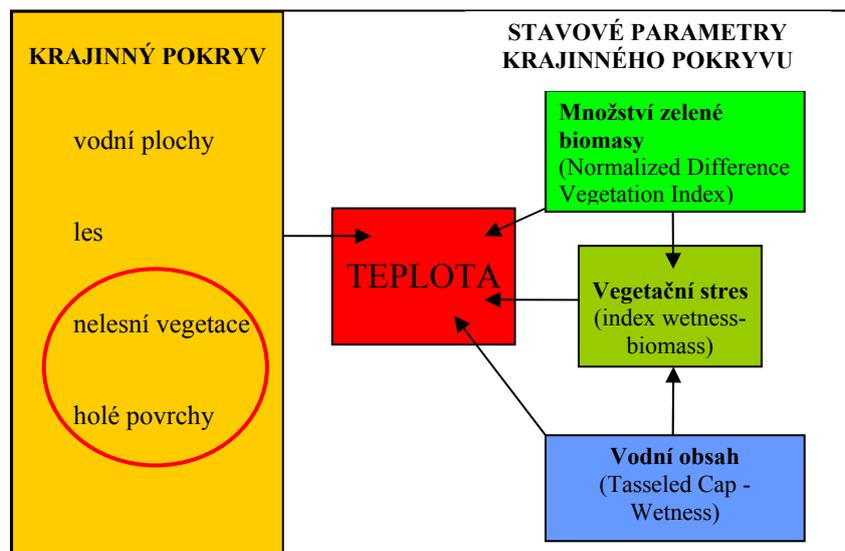 KRAJINNÝ POKRYV
vodní plochy
les
nelesní vegetace
holé povrchy
TEPLOTA
STAVOVÉ PARAMETRY
KRAJINNÉHO POKRYVU
Množství zelené
biomasy
(Normalized Difference
Vegetation Index)
Vegetační stres
(index wetness-
biomass)
Vodní obsah
(Tasseled Cap -
Wetness)